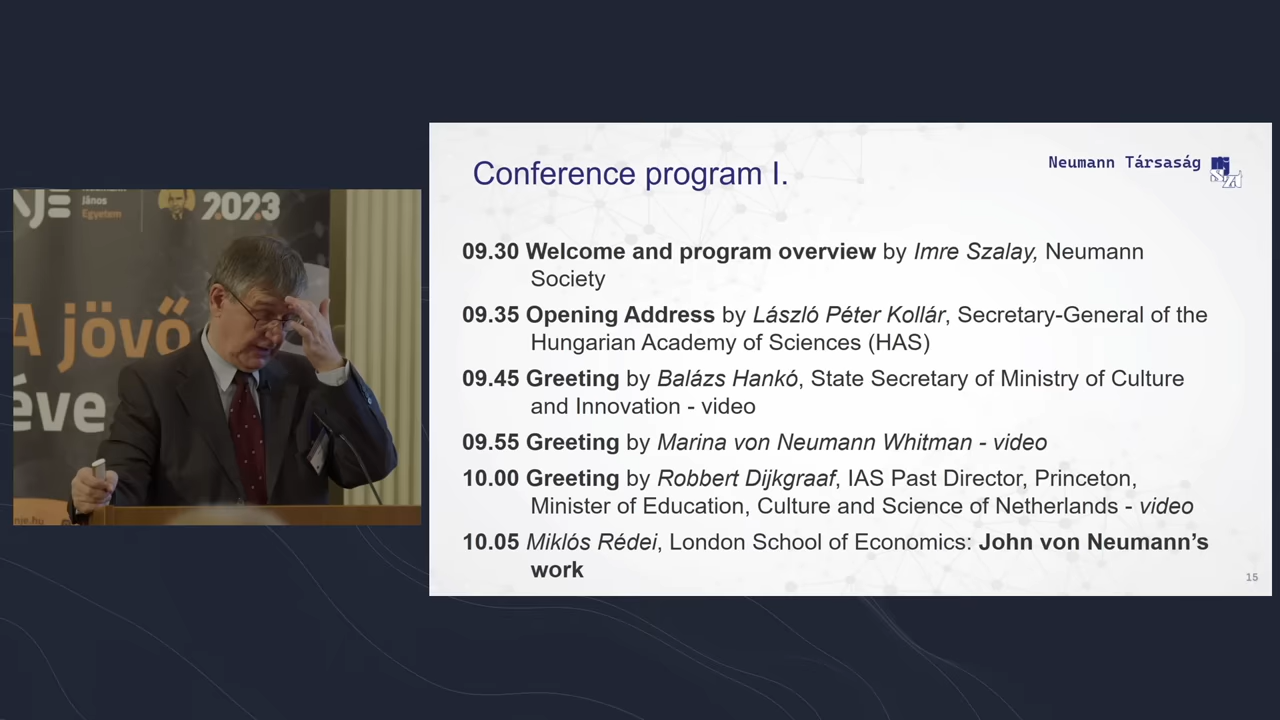 János
Egyetem
2023
A jövő
éve
nje.hu
Conference program I.
Neumann Társaság
09.30 Welcome and program overview by Imre Szalay, Neumann
Society
09.35 Opening Address by László Péter Kollár, Secretary-General of the
Hungarian Academy of Sciences (HAS)
09.45 Greeting by Balázs Hankó, State Secretary of Ministry of Culture
and Innovation - video
09.55 Greeting by Marina von Neumann Whitman - video
10.00 Greeting by Robbert Dijkgraaf, IAS Past Director, Princeton,
Minister of Education, Culture and Science of Netherlands - video
10.05 Miklós Rédei, London School of Economics: John von Neumann’s
work
15